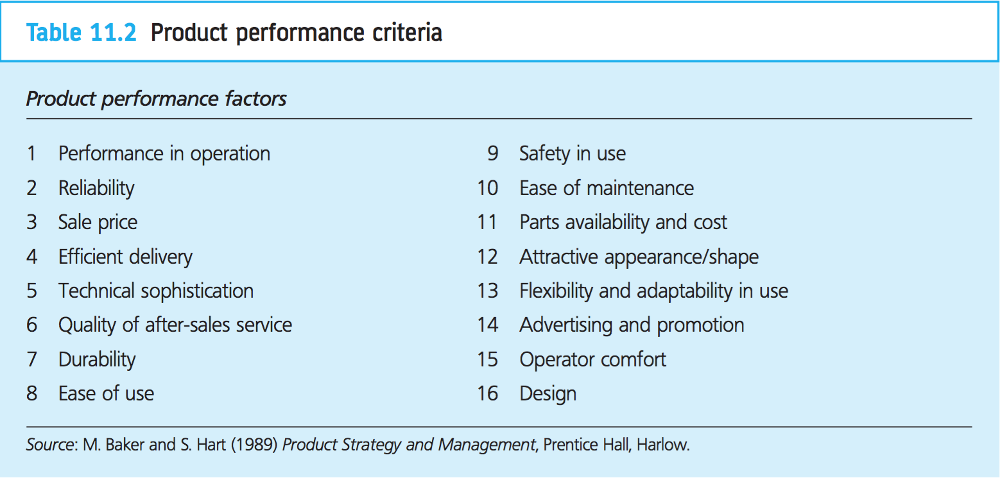 Table 11.2 Product performance criteria
Product performance factors
1 Performance in operation
2 Reliability
3 Sale price
4 Efficient delivery
5 Technical sophistication
6 Quality of after-sales service
7 Durability
8 Ease of use
9 Safety in use
10 Ease of maintenance
11 Parts availability and cost
12 Attractive appearance/shape
13 Flexibility and adaptability in use
14 Advertising and promotion
15 Operator comfort
16 Design
Source: M. Baker and S. Hart (1989) Product Strategy and Management, Prentice Hall, Harlow.